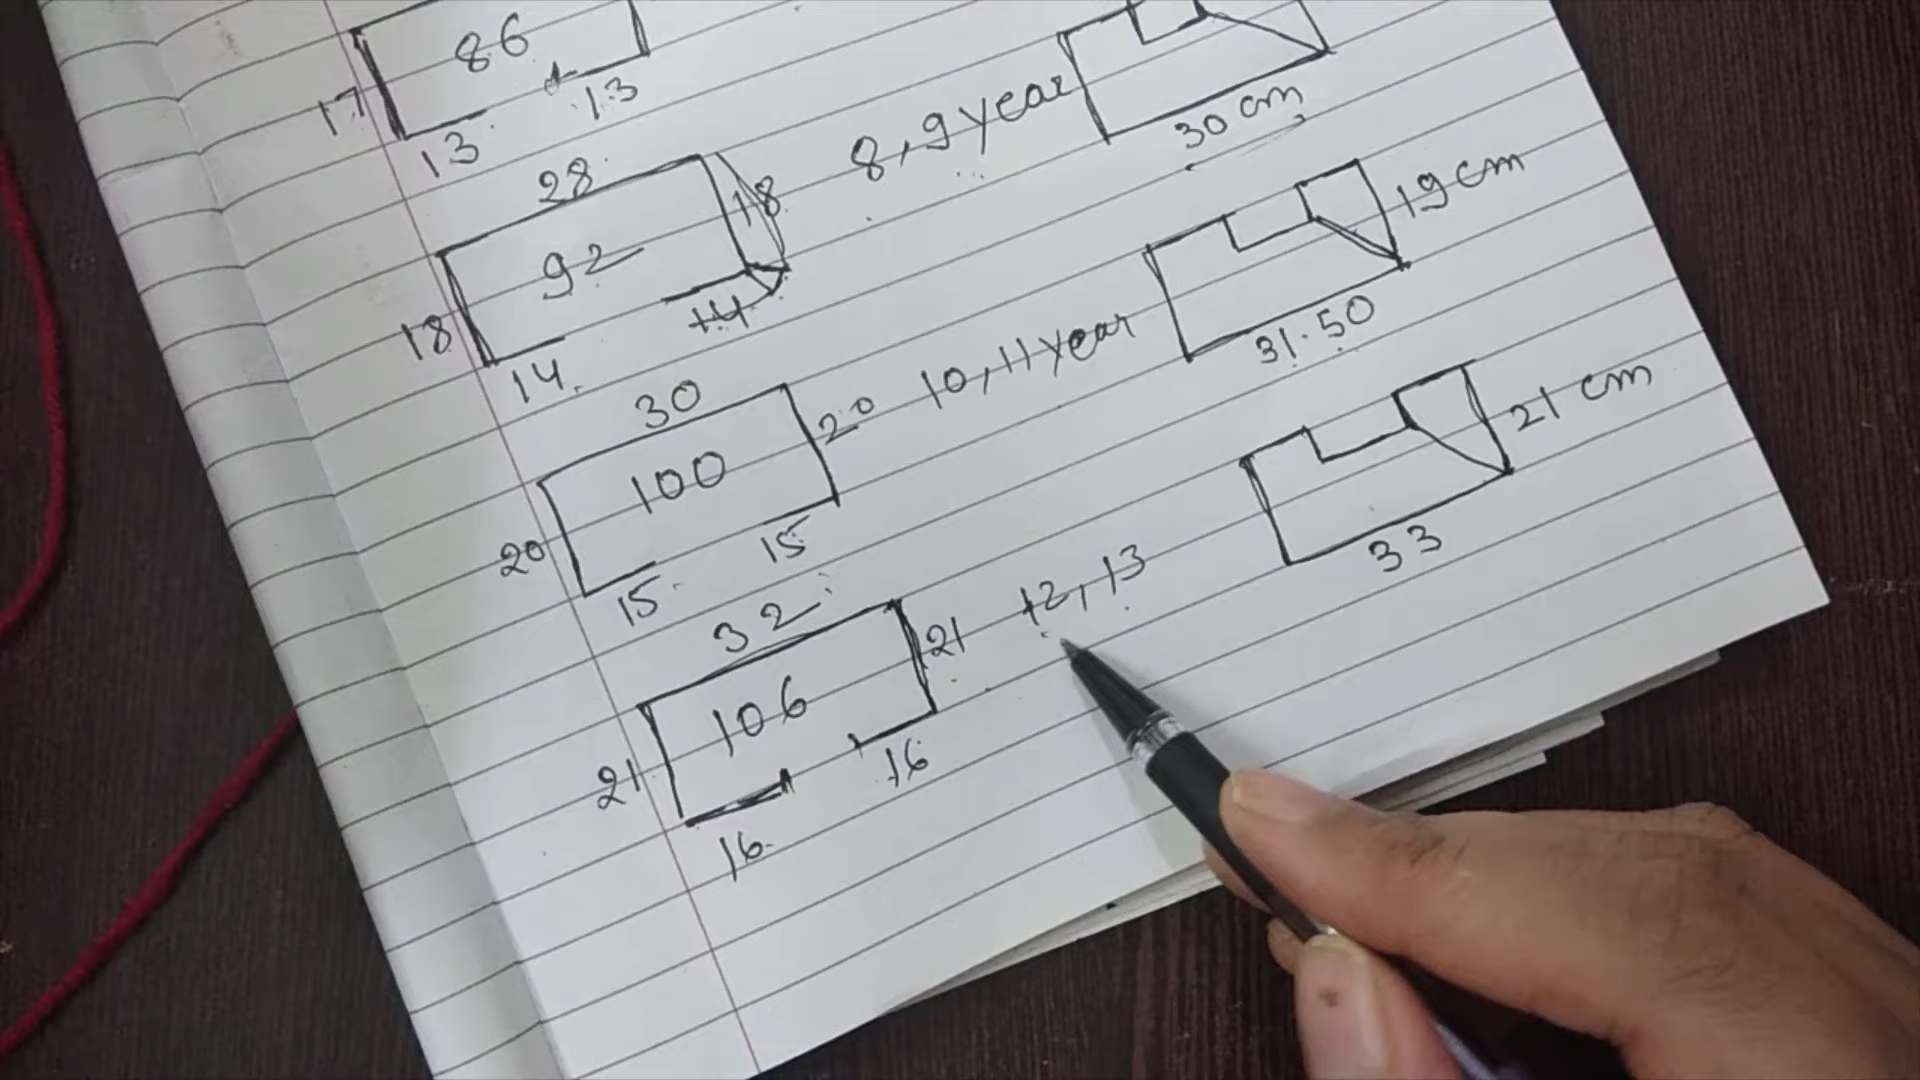 86
17 13 13
30 cm
28
92 18 8,9 year
18 14 14
19 cm
31.50
30
100 20 10,11 year
20 15 15
21 cm
33
32
106 21 12,13
21 16 16